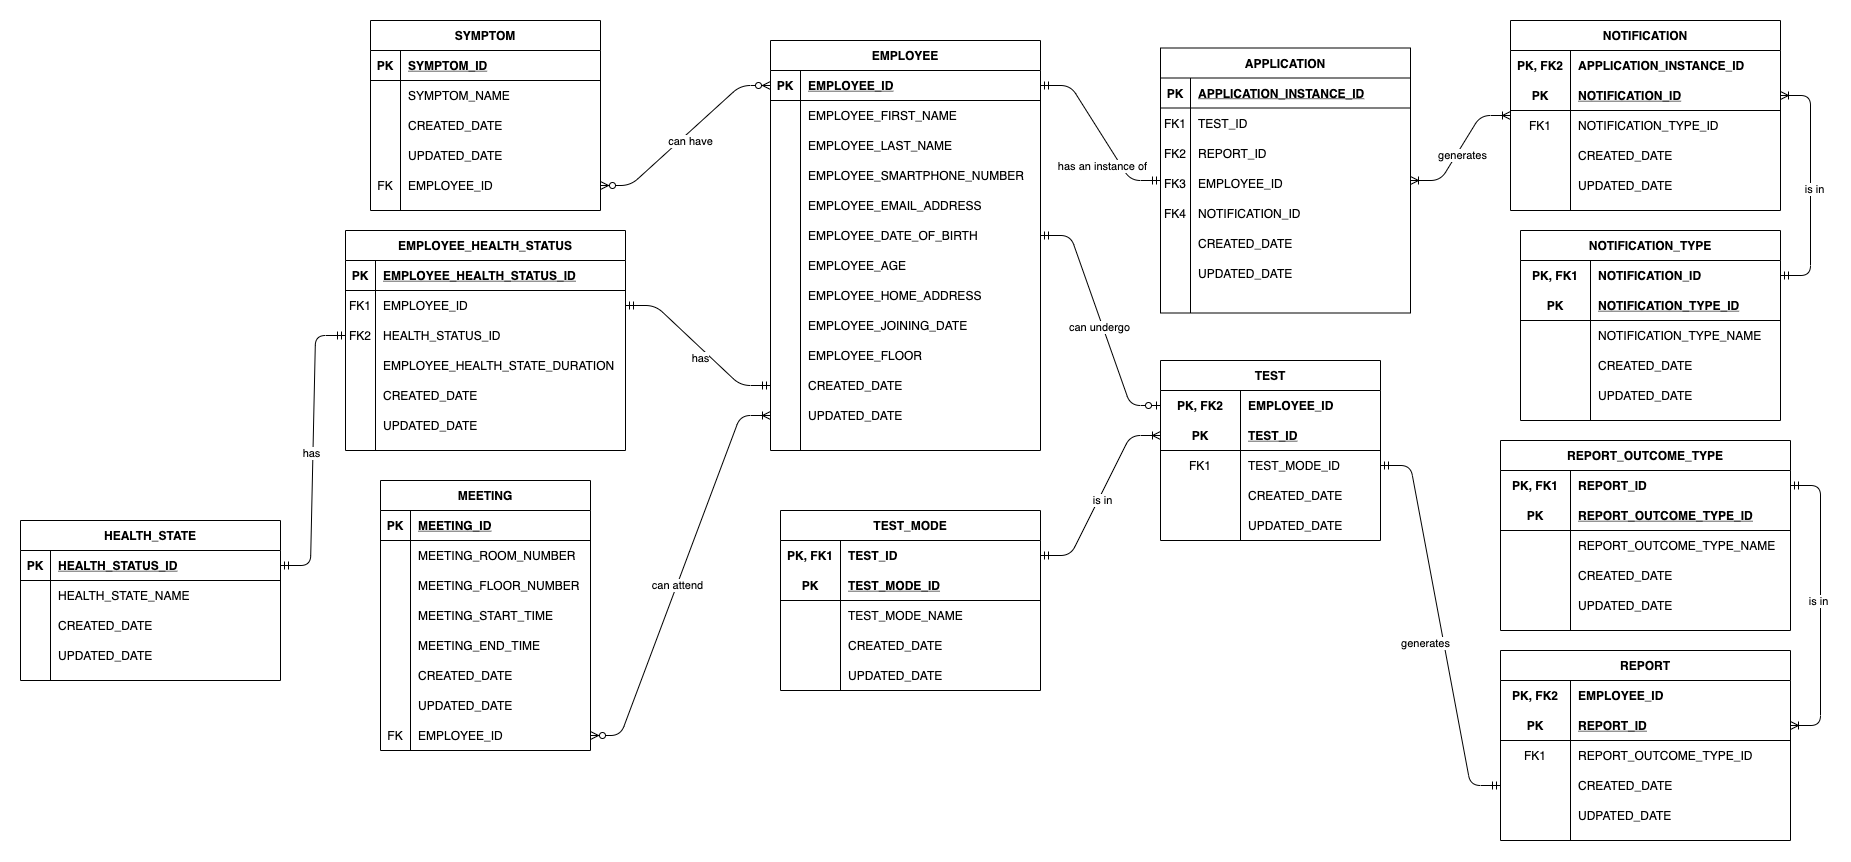 SYMPTOM
PK SYMPTOM_ID
SYMPTOM_NAME
CREATED_DATE
UPDATED_DATE
FK EMPLOYEE_ID
can have
EMPLOYEE_HEALTH_STATUS
PK EMPLOYEE_HEALTH_STATUS_ID
FK1 EMPLOYEE_ID
FK2 HEALTH_STATUS_ID
EMPLOYEE_HEALTH_STATE_DURATION
CREATED_DATE
UPDATED_DATE
has
has
HEALTH_STATE
PK HEALTH_STATUS_ID
HEALTH_STATE_NAME
CREATED_DATE
UPDATED_DATE
MEETING
PK MEETING_ID
MEETING_ROOM_NUMBER
MEETING_FLOOR_NUMBER
MEETING_START_TIME
MEETING_END_TIME
CREATED_DATE
UPDATED_DATE
FK EMPLOYEE_ID
can attend
EMPLOYEE
PK EMPLOYEE_ID
EMPLOYEE_FIRST_NAME
EMPLOYEE_LAST_NAME
EMPLOYEE_SMARTPHONE_NUMBER
EMPLOYEE_EMAIL_ADDRESS
EMPLOYEE_DATE_OF_BIRTH
EMPLOYEE_AGE
EMPLOYEE_HOME_ADDRESS
EMPLOYEE_JOINING_DATE
EMPLOYEE_FLOOR
CREATED_DATE
UPDATED_DATE
has an instance of
can undergo
TEST_MODE
PK, FK1 TEST_ID
PK TEST_MODE_ID
TEST_MODE_NAME
CREATED_DATE
UPDATED_DATE
is in
APPLICATION
PK APPLICATION_INSTANCE_ID
FK1 TEST_ID
FK2 REPORT_ID
FK3 EMPLOYEE_ID
FK4 NOTIFICATION_ID
CREATED_DATE
UPDATED_DATE
generates
TEST
PK, FK2 EMPLOYEE_ID
PK TEST_ID
FK1 TEST_MODE_ID
CREATED_DATE
UPDATED_DATE
generates
NOTIFICATION
PK, FK2 APPLICATION_INSTANCE_ID
PK NOTIFICATION_ID
FK1 NOTIFICATION_TYPE_ID
CREATED_DATE
UPDATED_DATE
is in
NOTIFICATION_TYPE
PK, FK1 NOTIFICATION_ID
PK NOTIFICATION_TYPE_ID
NOTIFICATION_TYPE_NAME
CREATED_DATE
UPDATED_DATE
REPORT_OUTCOME_TYPE
PK, FK1 REPORT_ID
PK REPORT_OUTCOME_TYPE_ID
REPORT_OUTCOME_TYPE_NAME
CREATED_DATE
UPDATED_DATE
is in
REPORT
PK, FK2 EMPLOYEE_ID
PK REPORT_ID
FK1 REPORT_OUTCOME_TYPE_ID
CREATED_DATE
UDPATED_DATE